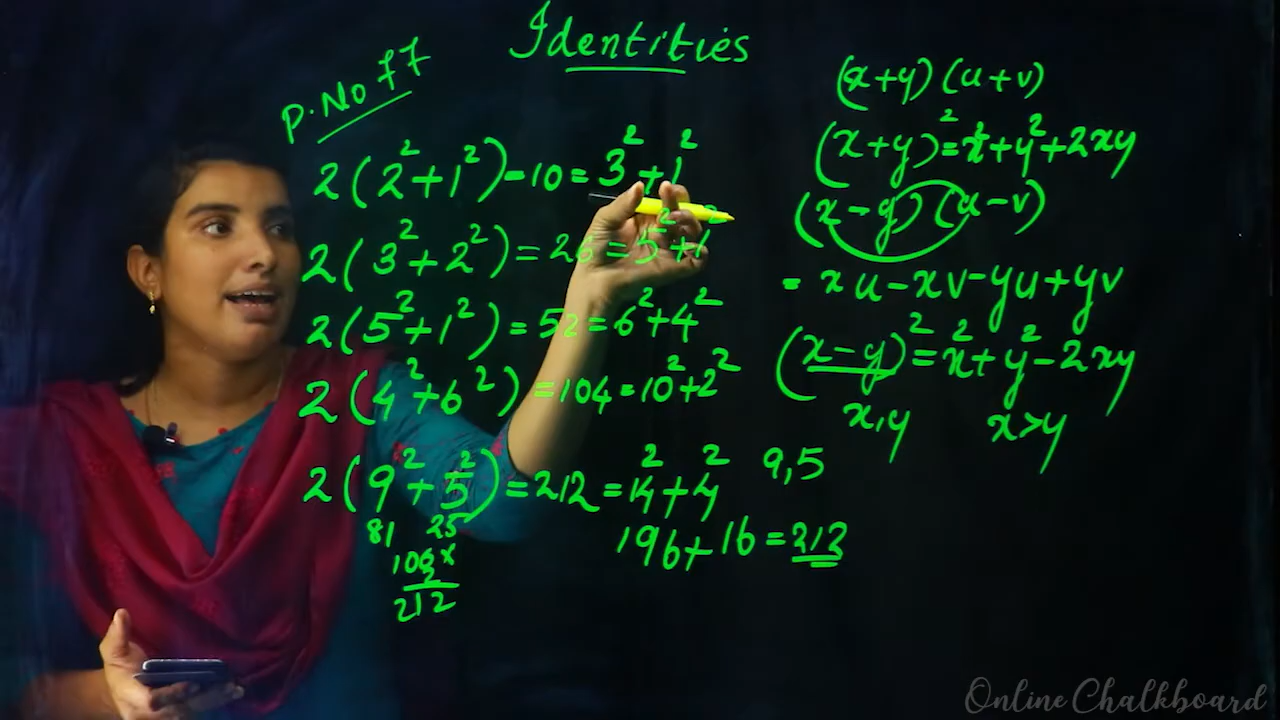 Identities
P.No 77
2(2²+1²)=10=3²+1²
2(3²+2²)=26=5²+1²
2(5²+1²)=52=6²+4²
2(4²+6²)=104=10²+2²
2(9²+5²)=212=14²+4² 9,5
81 25
106×
2
212
196+16=212
(x+y)(u+v)
(x+y)²=x²+y²+2xy
(x-y)(u-v)
= xu-xv-yu+yv
(x-y)²=x²+y²-2xy
x,y x>y
OnlineChalkboard